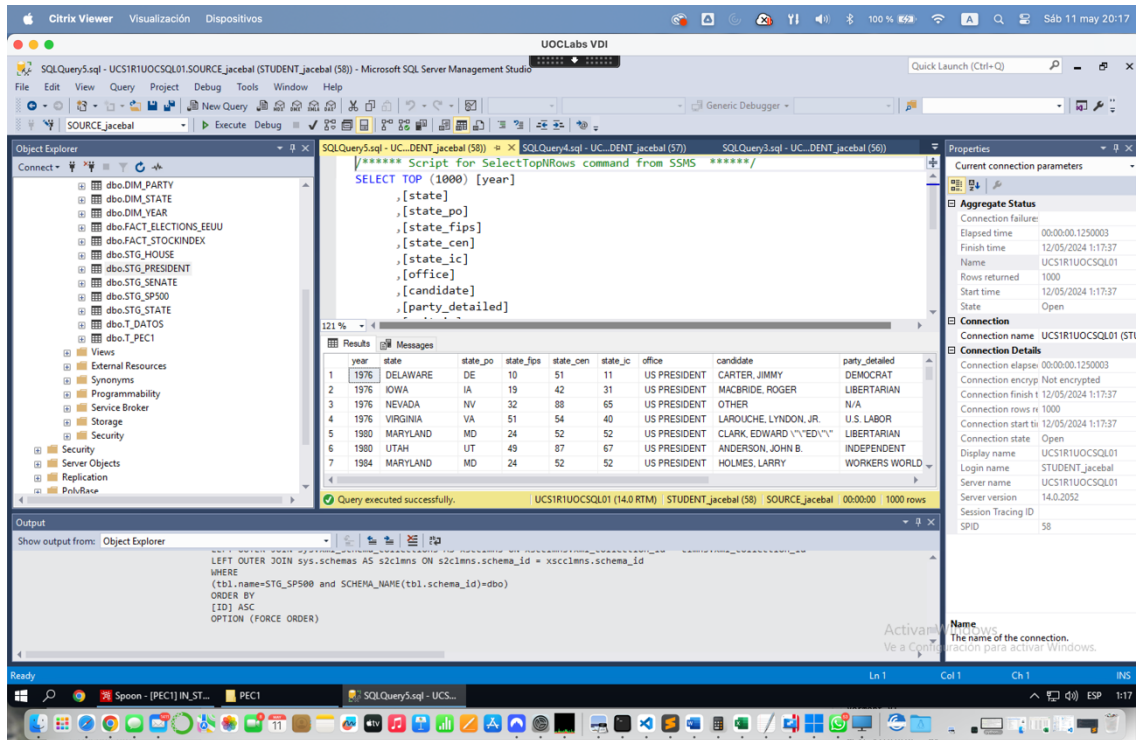 Citrix Viewer Visualización Dispositivos 100 % A Sáb 11 may 20:17
UOCLabs VDI
SQLQuery5.sql - UCS1R1UOCSQL01.SOURCE_jacebal (STUDENT_jacebal (58)) - Microsoft SQL Server Management Studio
Quick Launch (Ctrl+Q)
File Edit View Query Project Debug Tools Window Help
New Query Generic Debugger
SOURCE_jacebal Execute Debug
Object Explorer
Connect
dbo.DIM_PARTY
dbo.DIM_STATE
dbo.DIM_YEAR
dbo.FACT_ELECTIONS_EEUU
dbo.FACT_STOCKINDEX
dbo.STG_HOUSE
dbo.STG_PRESIDENT
dbo.STG_SENATE
dbo.STG_SP500
dbo.STG_STATE
dbo.T_DATOS
dbo.T_PEC1
Views
External Resources
Synonyms
Programmability
Service Broker
Storage
Security
Security
Server Objects
Replication
PolyBase
SQLQuery5.sql - UC...DENT_jacebal (58)) SQLQuery4.sql - UC...DENT_jacebal (57)) SQLQuery3.sql - UC...DENT_jacebal (56))
/****** Script for SelectTopNRows command from SSMS ******/
SELECT TOP (1000) [year]
,[state]
,[state_po]
,[state_fips]
,[state_cen]
,[state_ic]
,[office]
,[candidate]
,[party_detailed]
121 %
Results Messages
year state state_po state_fips state_cen state_ic office candidate party_detailed
1 1976 DELAWARE DE 10 51 11 US PRESIDENT CARTER, JIMMY DEMOCRAT
2 1976 IOWA IA 19 42 31 US PRESIDENT MACBRIDE, ROGER LIBERTARIAN
3 1976 NEVADA NV 32 88 65 US PRESIDENT OTHER N/A
4 1976 VIRGINIA VA 51 54 40 US PRESIDENT LAROUCHE, LYNDON, JR. U.S. LABOR
5 1980 MARYLAND MD 24 52 52 US PRESIDENT CLARK, EDWARD \"\"ED\"\" LIBERTARIAN
6 1980 UTAH UT 49 87 67 US PRESIDENT ANDERSON, JOHN B. INDEPENDENT
7 1984 MARYLAND MD 24 52 52 US PRESIDENT HOLMES, LARRY WORKERS WORLD
Query executed successfully. UCS1R1UOCSQL01 (14.0 RTM) STUDENT_jacebal (58) SOURCE_jacebal 00:00:00 1000 rows
Properties
Current connection parameters
Aggregate Status
Connection failures
Elapsed time 00:00:00.1250003
Finish time 12/05/2024 1:17:37
Name UCS1R1UOCSQL01
Rows returned 1000
Start time 12/05/2024 1:17:37
State Open
Connection
Connection name UCS1R1UOCSQL01 (STU
Connection Details
Connection elapse 00:00:00.1250003
Connection encryp Not encrypted
Connection finish t 12/05/2024 1:17:37
Connection rows r 1000
Connection start ti 12/05/2024 1:17:37
Connection state Open
Display name UCS1R1UOCSQL01
Login name STUDENT_jacebal
Server name UCS1R1UOCSQL01
Server version 14.0.2052
Session Tracing ID
SPID 58
Name
The name of the connection.
Output
Show output from: Object Explorer
LEFT OUTER JOIN sys.schemas AS s2clmns ON s2clmns.schema_id = xscclmns.schema_id
WHERE
(tbl.name=STG_SP500 and SCHEMA_NAME(tbl.schema_id)=dbo)
ORDER BY
[ID] ASC
OPTION (FORCE ORDER)
Activar Windows
Ve a Configuración para activar Windows.
Ready Ln 1 Col 1 Ch 1 INS
Spoon - [PEC1] IN_ST... PEC1 SQLQuery5.sql - UCS... ESP 1:17